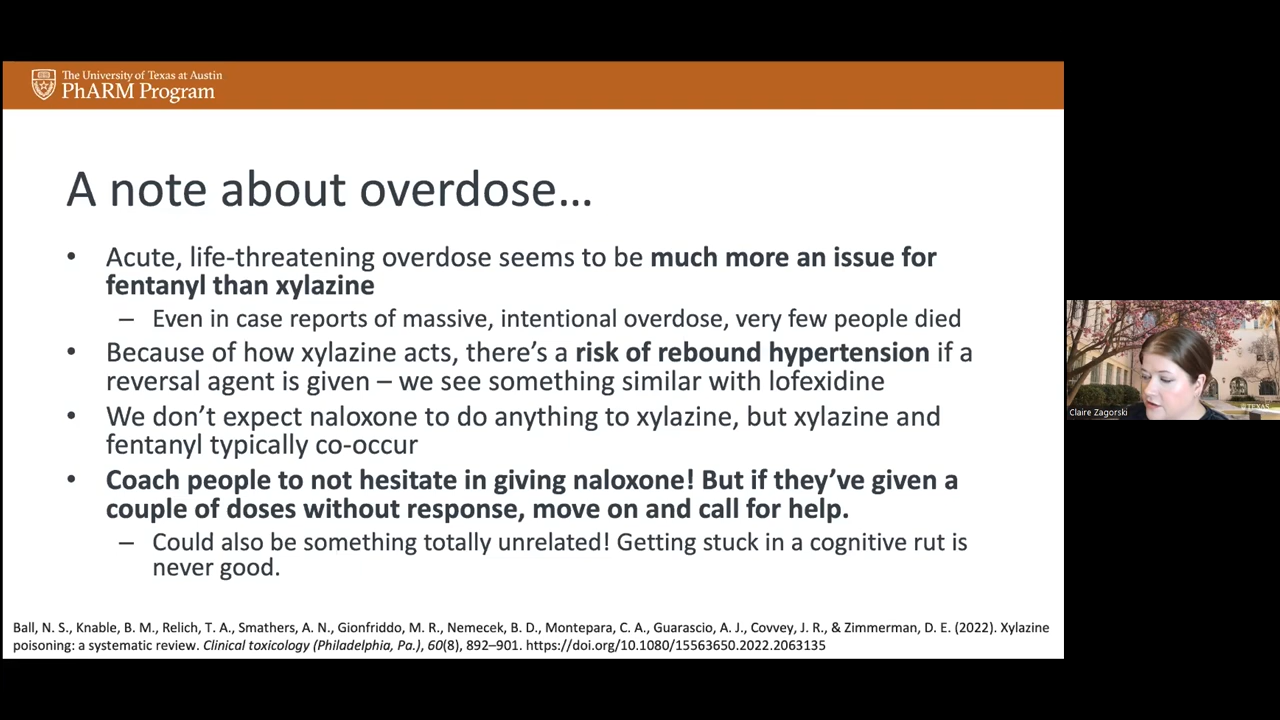 The University of Texas at Austin
PhARM Program
A note about overdose...
• Acute, life-threatening overdose seems to be much more an issue for
fentanyl than xylazine
– Even in case reports of massive, intentional overdose, very few people died
• Because of how xylazine acts, there's a risk of rebound hypertension if a
reversal agent is given – we see something similar with lofexidine
• We don't expect naloxone to do anything to xylazine, but xylazine and
fentanyl typically co-occur
• Coach people to not hesitate in giving naloxone! But if they've given a
couple of doses without response, move on and call for help.
– Could also be something totally unrelated! Getting stuck in a cognitive rut is
never good.
Ball, N. S., Knable, B. M., Relich, T. A., Smathers, A. N., Gionfriddo, M. R., Nemecek, B. D., Montepara, C. A., Guarascio, A. J., Covvey, J. R., & Zimmerman, D. E. (2022). Xylazine
poisoning: a systematic review. Clinical toxicology (Philadelphia, Pa.), 60(8), 892–901. https://doi.org/10.1080/15563650.2022.2063135
Claire Zagorski
TEXAS